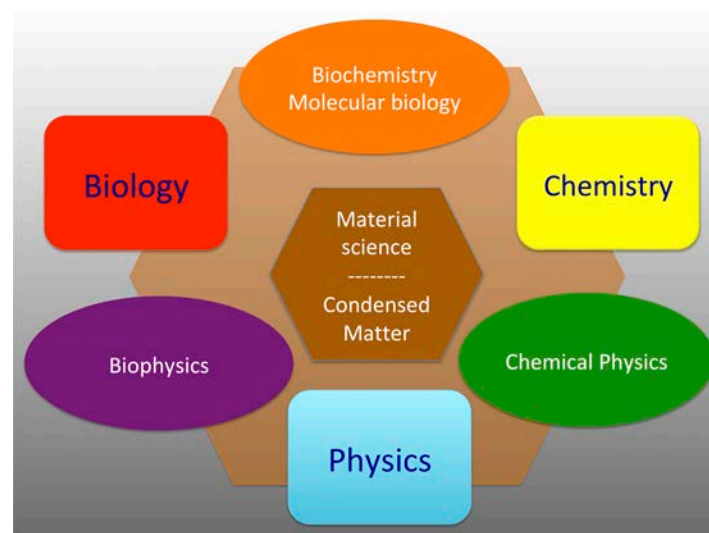 Biochemistry
Molecular biology
Biology
Chemistry
Material
science
--------
Condensed
Matter
Biophysics
Chemical Physics
Physics